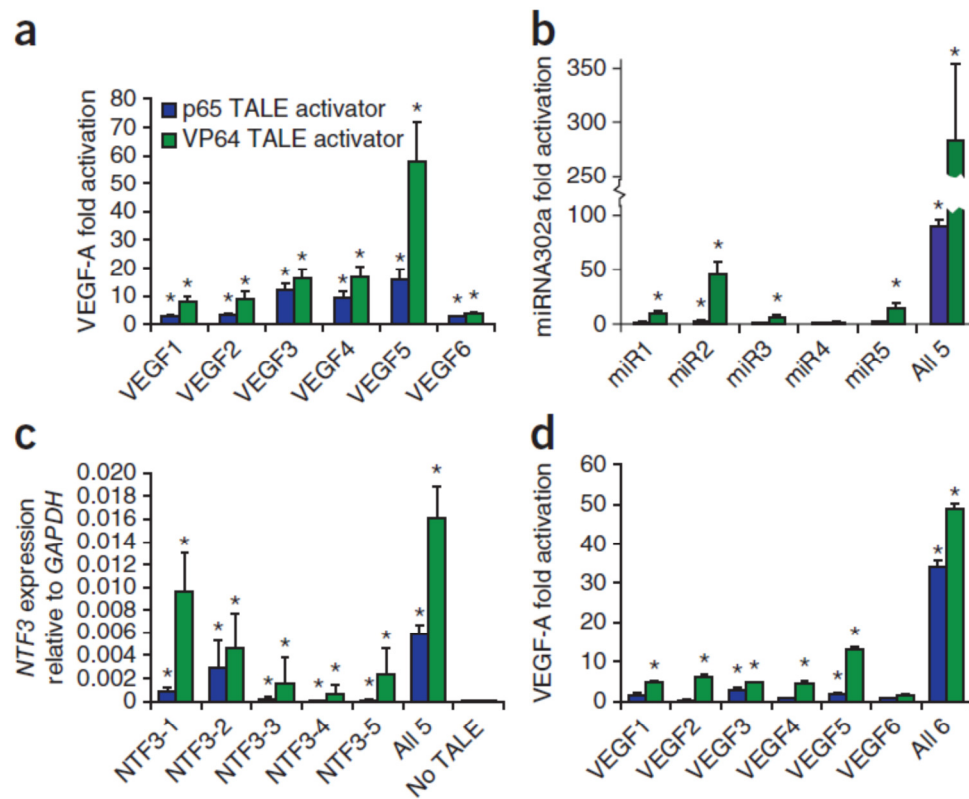 a
VEGF-A fold activation
80
70
60
50
40
30
20
10
0
p65 TALE activator
VP64 TALE activator
* * * * * * * * * * * *
VEGF1
VEGF2
VEGF3
VEGF4
VEGF5
VEGF6
b
miRNA302a fold activation
350
300
250
100
50
0
* * * * * * *
miR1
miR2
miR3
miR4
miR5
All 5
c
NTF3 expression
relative to GAPDH
0.020
0.018
0.016
0.014
0.012
0.010
0.008
0.006
0.004
0.002
0
* * * * * * * * * * * *
NTF3-1
NTF3-2
NTF3-3
NTF3-4
NTF3-5
All 5
No TALE
d
VEGF-A fold activation
60
50
40
30
20
10
0
* * * * * * * * *
VEGF1
VEGF2
VEGF3
VEGF4
VEGF5
VEGF6
All 6